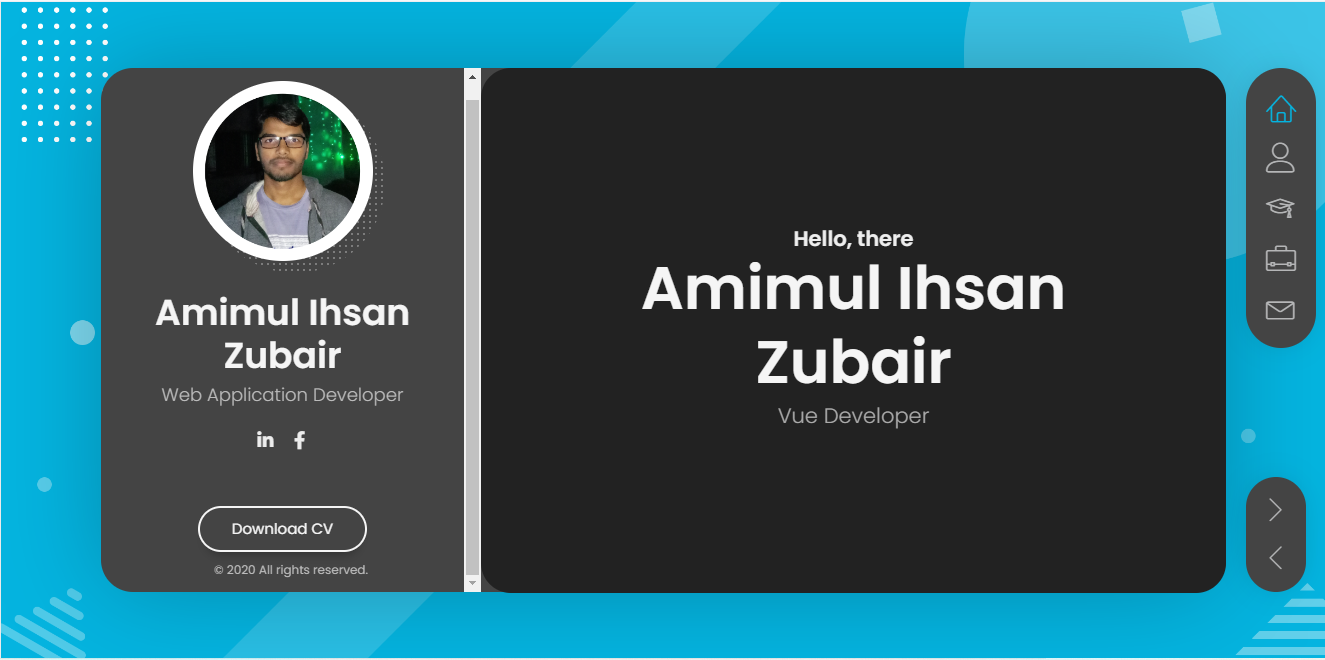 Amimul Ihsan
Zubair
Web Application Developer
in f
Download CV
© 2020 All rights reserved.
Hello, there
Amimul Ihsan
Zubair
Vue Developer